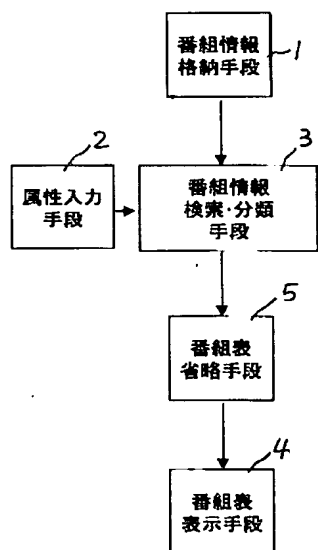 番組情報
格納手段
1
2
属性入力
手段
3
番組情報
検索・分類
手段
5
番組表
省略手段
4
番組表
表示手段